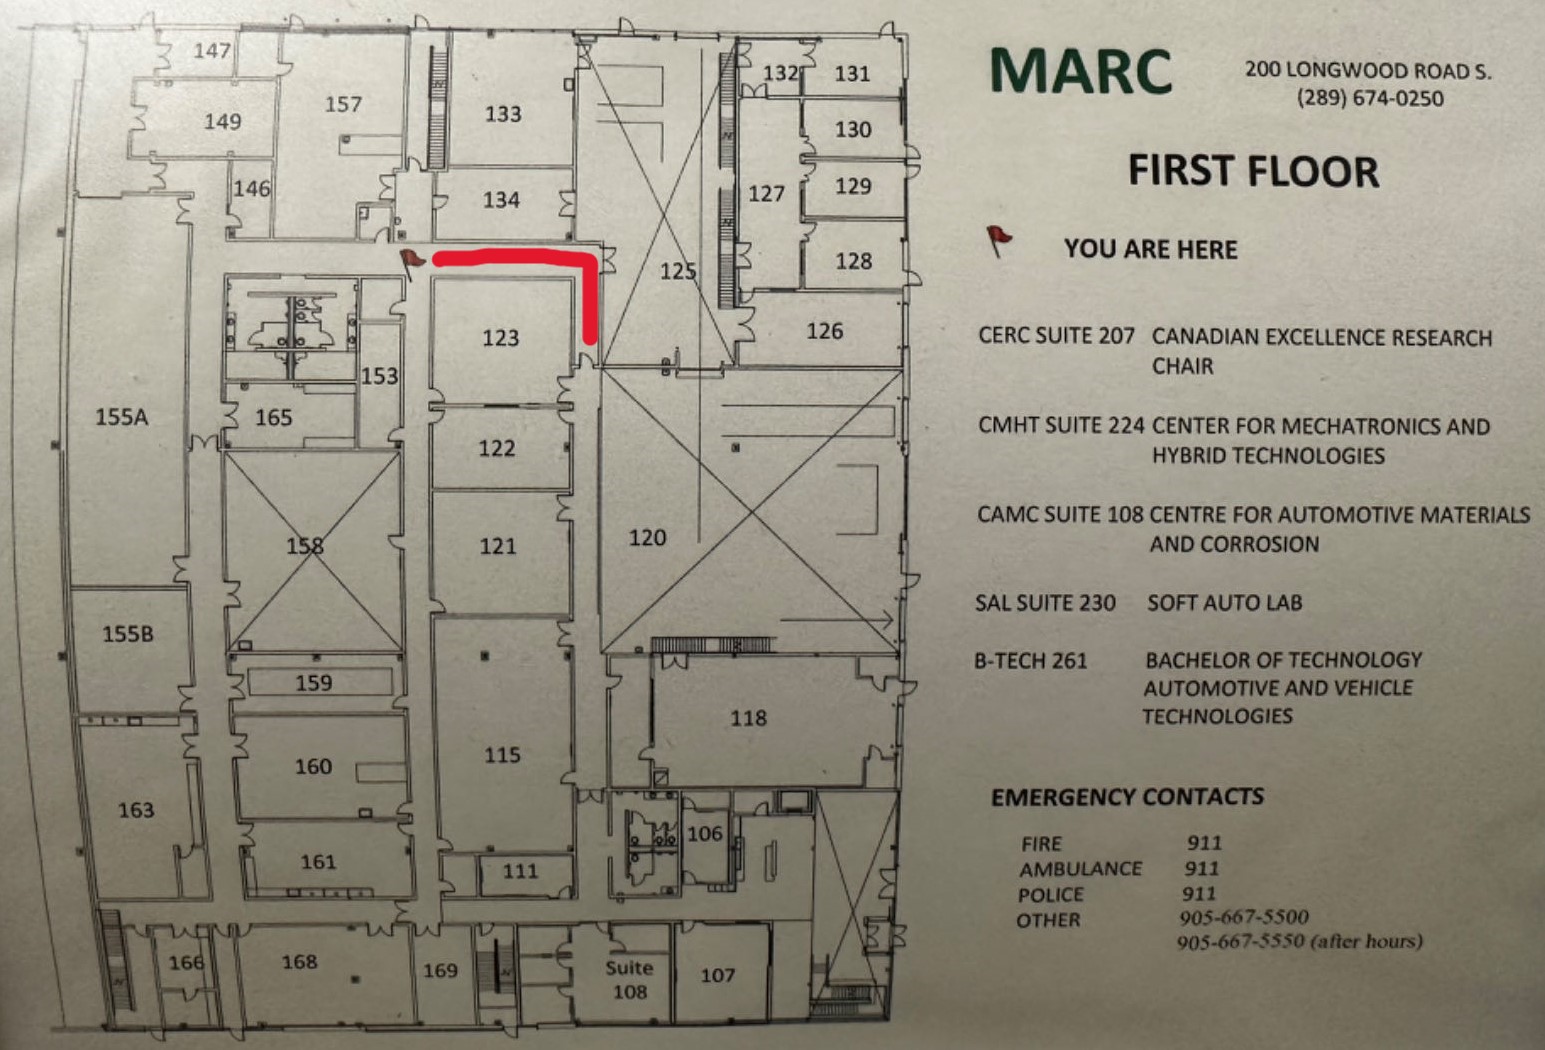 147
149
157
146
133
134
132
131
130
127
129
128
125
126
123
153
165
155A
122
121
120
158
155B
159
118
115
160
163
161
111
106
166
168
169
Suite
108
107
MARC
200 LONGWOOD ROAD S.
(289) 674-0250
FIRST FLOOR
YOU ARE HERE
CERC SUITE 207 CANADIAN EXCELLENCE RESEARCH
CHAIR
CMHT SUITE 224 CENTER FOR MECHATRONICS AND
HYBRID TECHNOLOGIES
CAMC SUITE 108 CENTRE FOR AUTOMOTIVE MATERIALS
AND CORROSION
SAL SUITE 230 SOFT AUTO LAB
B-TECH 261 BACHELOR OF TECHNOLOGY
AUTOMOTIVE AND VEHICLE
TECHNOLOGIES
EMERGENCY CONTACTS
FIRE 911
AMBULANCE 911
POLICE 911
OTHER 905-667-5500
905-667-5550 (after hours)